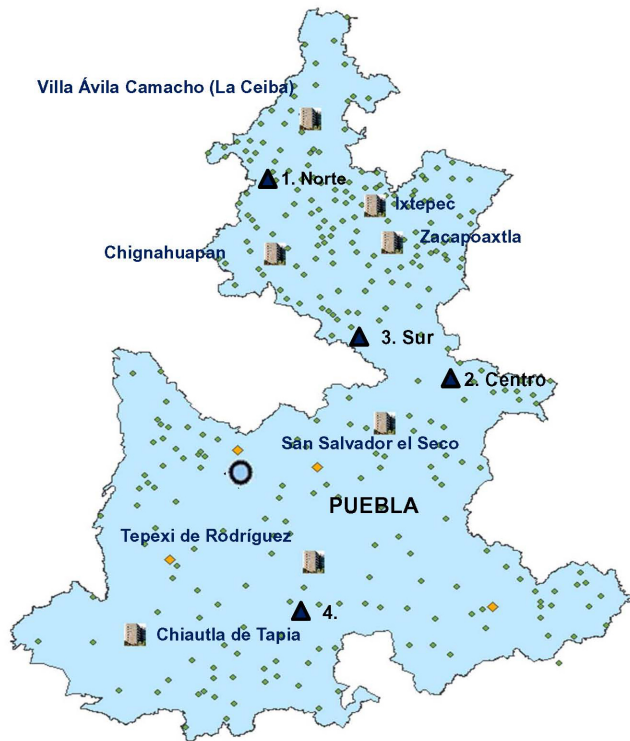 Villa Ávila Camacho (La Ceiba)
1. Norte
Ixtepec
Zacapoaxtla
Chignahuapan
3. Sur
2. Centro
San Salvador el Seco
PUEBLA
Tepexi de Rodríguez
4.
Chiautla de Tapia